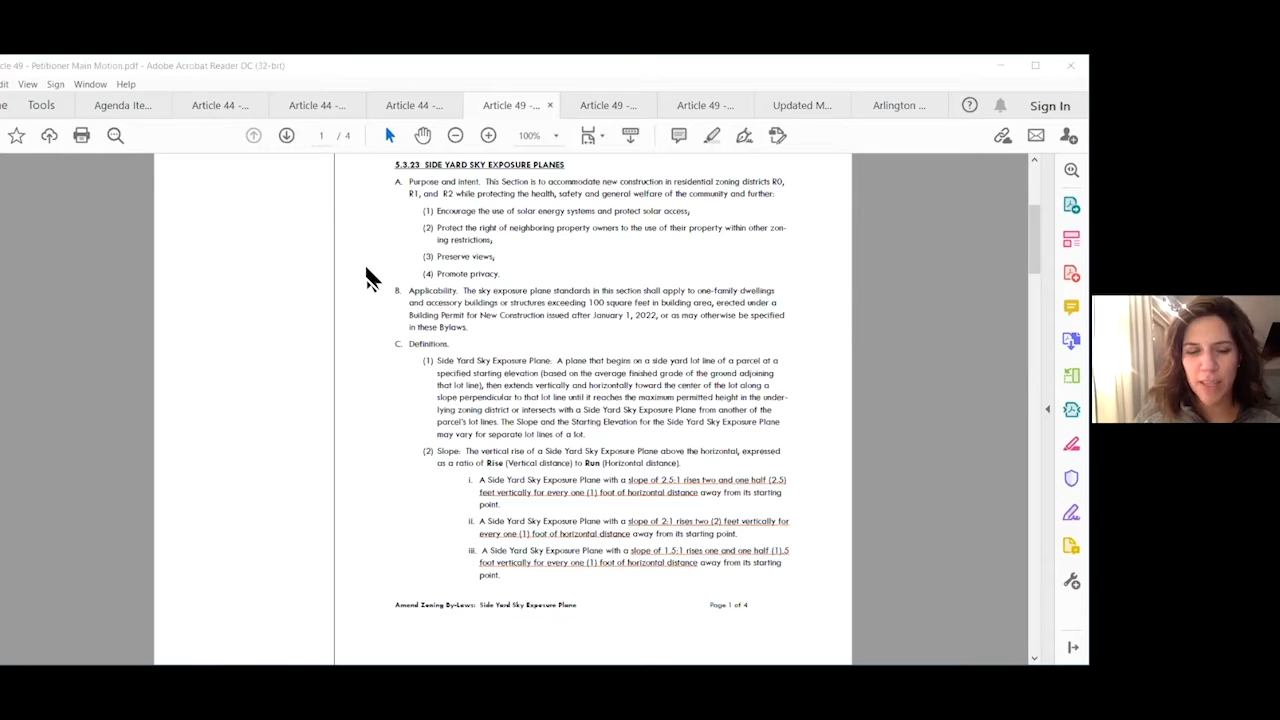 cle 49 - Petitioner Main Motion.pdf - Adobe Acrobat Reader DC (32-bit)
dit View Sign Window Help
e Tools Agenda Ite... Article 44 -... Article 44 -... Article 44 -... Article 49 -... × Article 49 -... Article 49 -... Updated M... Arlington ... Sign In
1 / 4 100%
5.3.23 SIDE YARD SKY EXPOSURE PLANES
A. Purpose and intent. This Section is to accommodate new construction in residential zoning districts R0,
R1, and R2 while protecting the health, safety and general welfare of the community and further:
(1) Encourage the use of solar energy systems and protect solar access;
(2) Protect the right of neighboring property owners to the use of their property within other zon-
ing restrictions;
(3) Preserve views;
(4) Promote privacy.
B. Applicability. The sky exposure plane standards in this section shall apply to one-family dwellings
and accessory buildings or structures exceeding 100 square feet in building area, erected under a
Building Permit for New Construction issued after January 1, 2022, or as may otherwise be specified
in these Bylaws.
C. Definitions.
(1) Side Yard Sky Exposure Plane: A plane that begins on a side yard lot line of a parcel at a
specified starting elevation (based on the average finished grade of the ground adjoining
that lot line), then extends vertically and horizontally toward the center of the lot along a
slope perpendicular to that lot line until it reaches the maximum permitted height in the under-
lying zoning district or intersects with a Side Yard Sky Exposure Plane from another of the
parcel's lot lines. The Slope and the Starting Elevation for the Side Yard Sky Exposure Plane
may vary for separate lot lines of a lot.
(2) Slope: The vertical rise of a Side Yard Sky Exposure Plane above the horizontal, expressed
as a ratio of Rise (Vertical distance) to Run (Horizontal distance).
i. A Side Yard Sky Exposure Plane with a slope of 2.5:1 rises two and one half (2.5)
feet vertically for every one (1) foot of horizontal distance away from its starting
point.
ii. A Side Yard Sky Exposure Plane with a slope of 2:1 rises two (2) feet vertically for
every one (1) foot of horizontal distance away from its starting point.
iii. A Side Yard Sky Exposure Plane with a slope of 1.5:1 rises one and one half (1).5
foot vertically for every one (1) foot of horizontal distance away from its starting
point.
Amend Zoning By-Laws: Side Yard Sky Exposure Plane Page 1 of 4